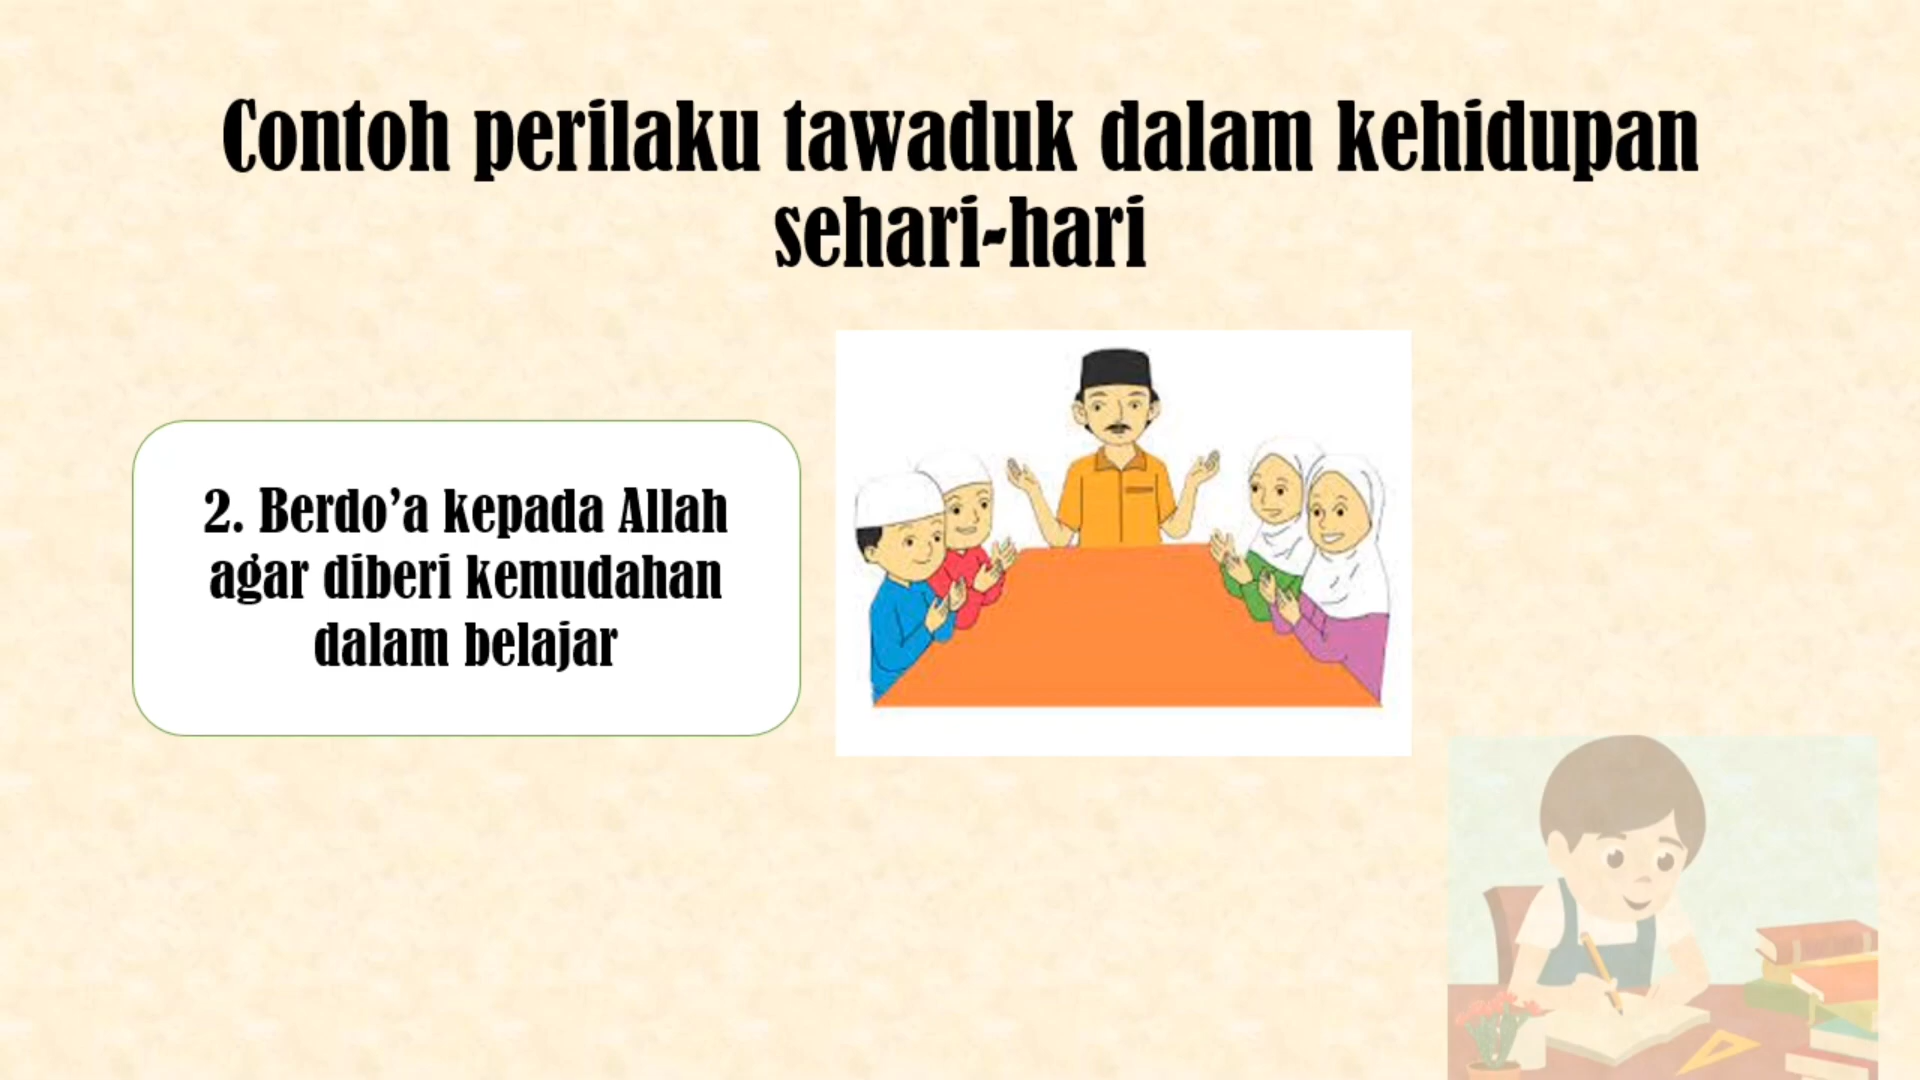 Contoh perilaku tawaduk dalam kehidupan
sehari-hari
2. Berdo’a kepada Allah
agar diberi kemudahan
dalam belajar